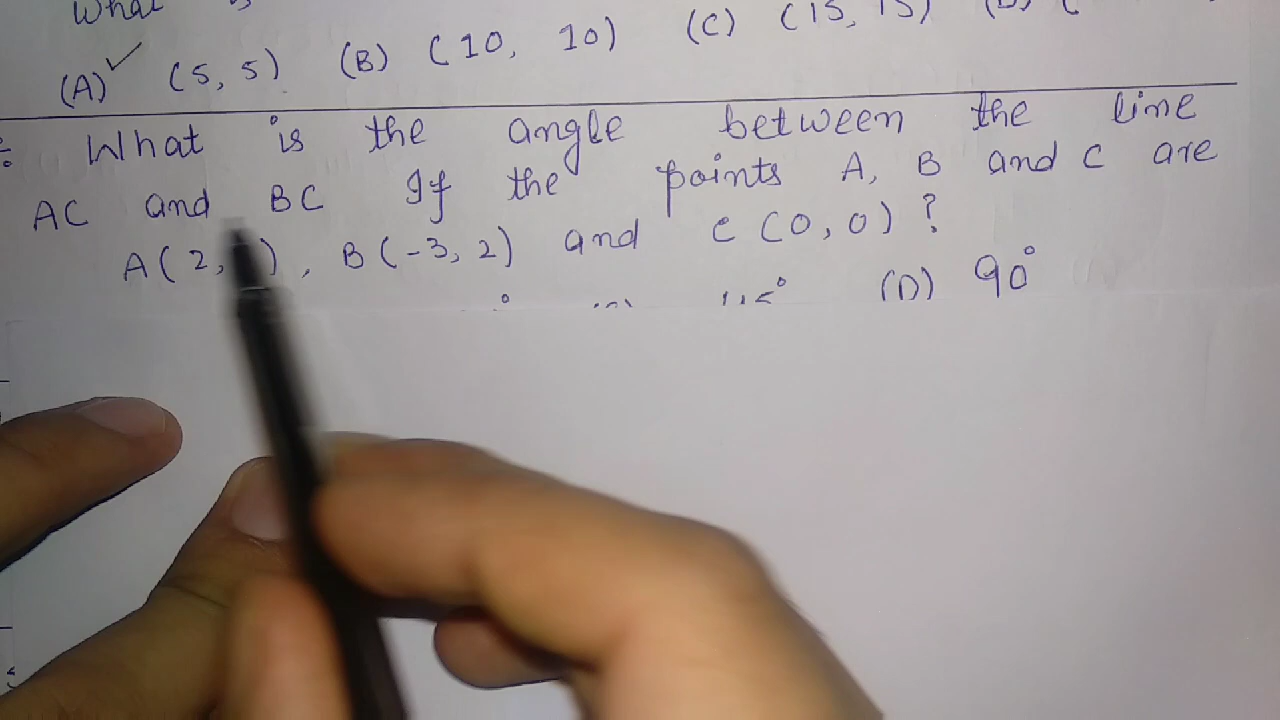 What
(A) ✓ (5, 5) (B) (10, 10) (C) (15, 15)
What is the angle between the line
AC and BC If the points A, B and C are
A(2, ), B(-3, 2) and C (0, 0) ?
(D) 90°